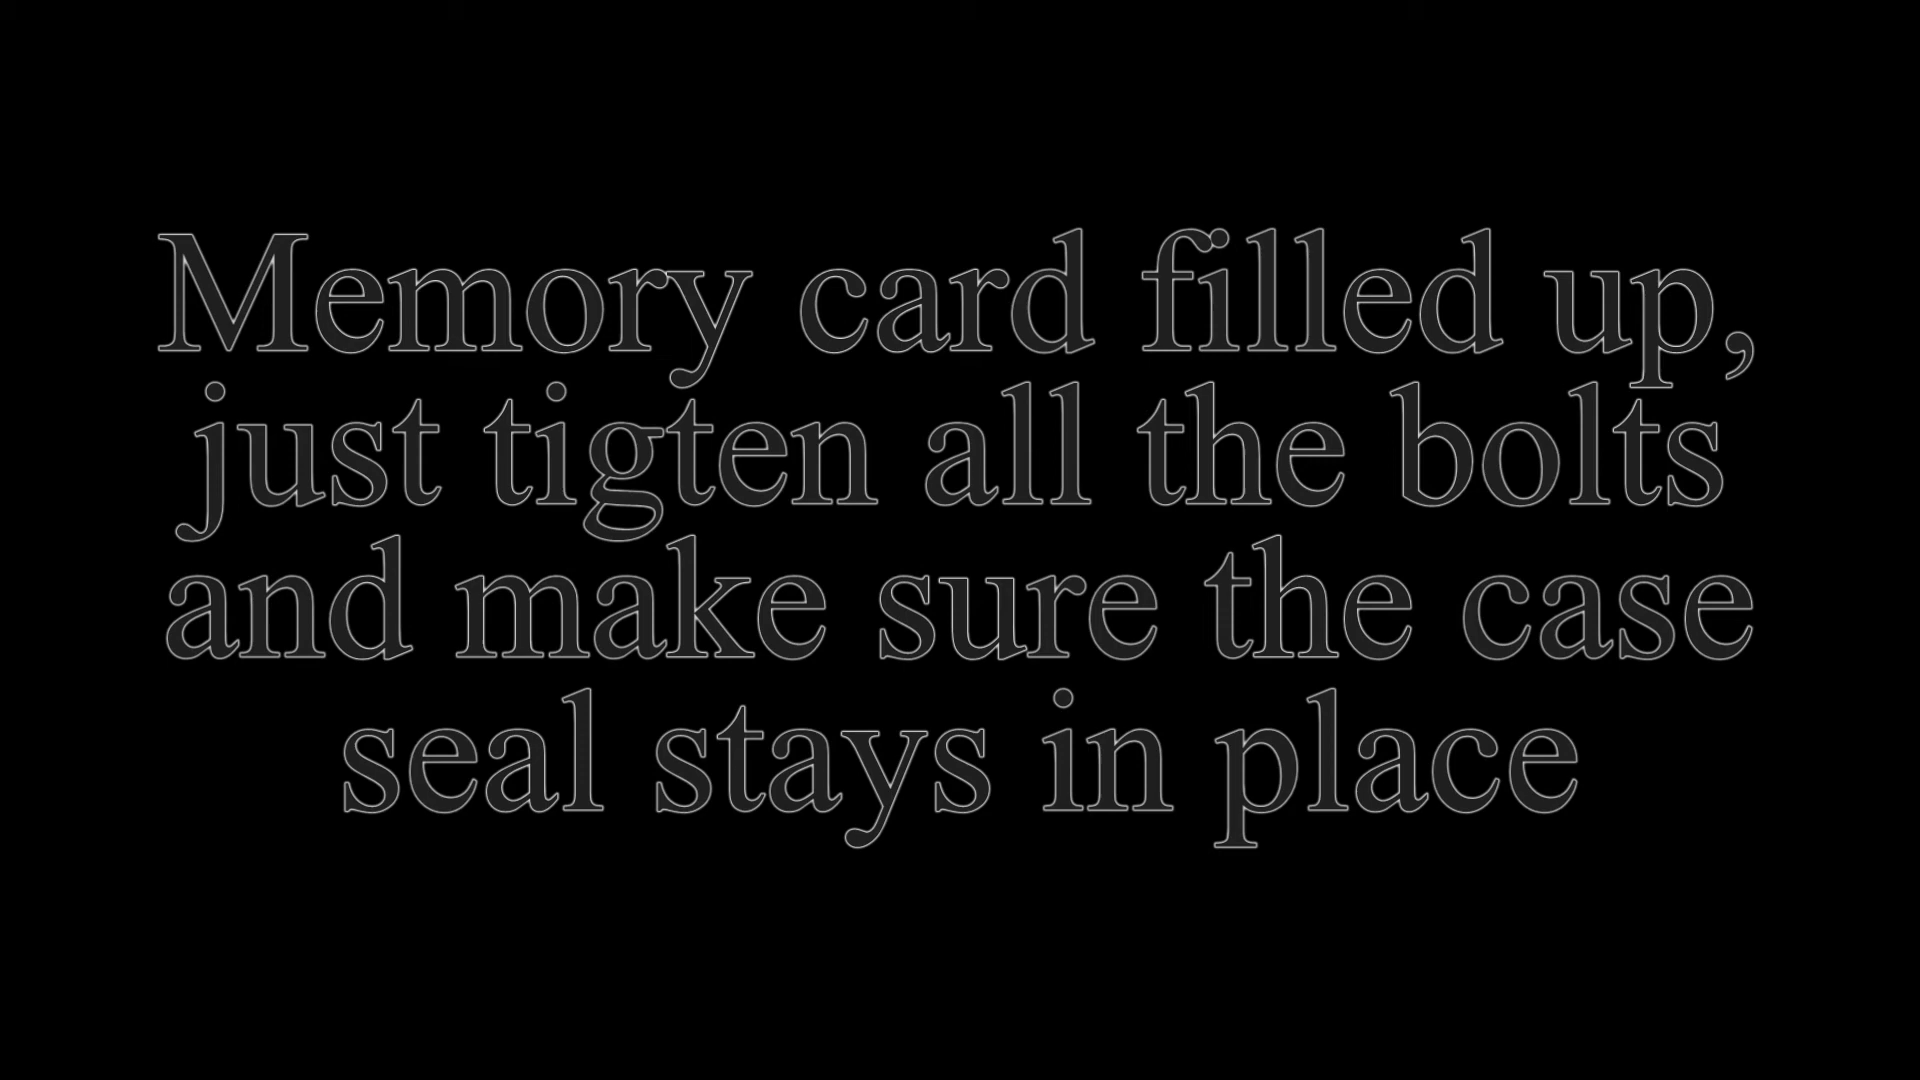 Memory card filled up,
just tigten all the bolts
and make sure the case
seal stays in place